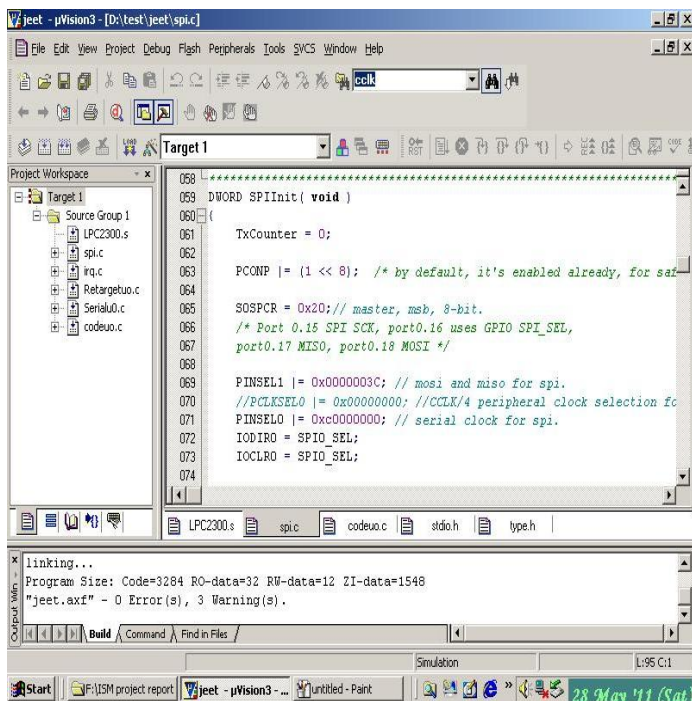 jeet - µVision3 - [D:\test\jeet\spi.c]
File Edit View Project Debug Flash Peripherals Tools SVCS Window Help
cclk
LOAD
Target 1
RST
Project Workspace
Target 1
Source Group 1
LPC2300.s
spi.c
irq.c
Retargetuo.c
Serialu0.c
codeuo.c
058 *****************************************************************
059 DWORD SPIInit( void )
060 {
061 TxCounter = 0;
062
063 PCONP |= (1 << 8); /* by default, it's enabled already, for saf
064
065 S0SPCR = 0x20;// master, msb, 8-bit.
066 /* Port 0.15 SPI SCK, port0.16 uses GPIO SPI_SEL,
067 port0.17 MISO, port0.18 MOSI */
068
069 PINSEL1 |= 0x0000003C; // mosi and miso for spi.
070 //PCLKSEL0 |= 0x00000000; //CCLK/4 peripheral clock selection fo
071 PINSEL0 |= 0xc0000000; // serial clock for spi.
072 IODIR0 = SPI0_SEL;
073 IOCLR0 = SPI0_SEL;
074
LPC2300.s spi.c codeuo.c stdio.h type.h
linking...
Program Size: Code=3284 RO-data=32 RW-data=12 ZI-data=1548
"jeet.axf" - 0 Error(s), 3 Warning(s).
Output Win
Build Command Find in Files
Simulation L:95 C:1
Start F:\ISM project report jeet - µVision3 - ... untitled - Paint » 28 May '11 (Sat)